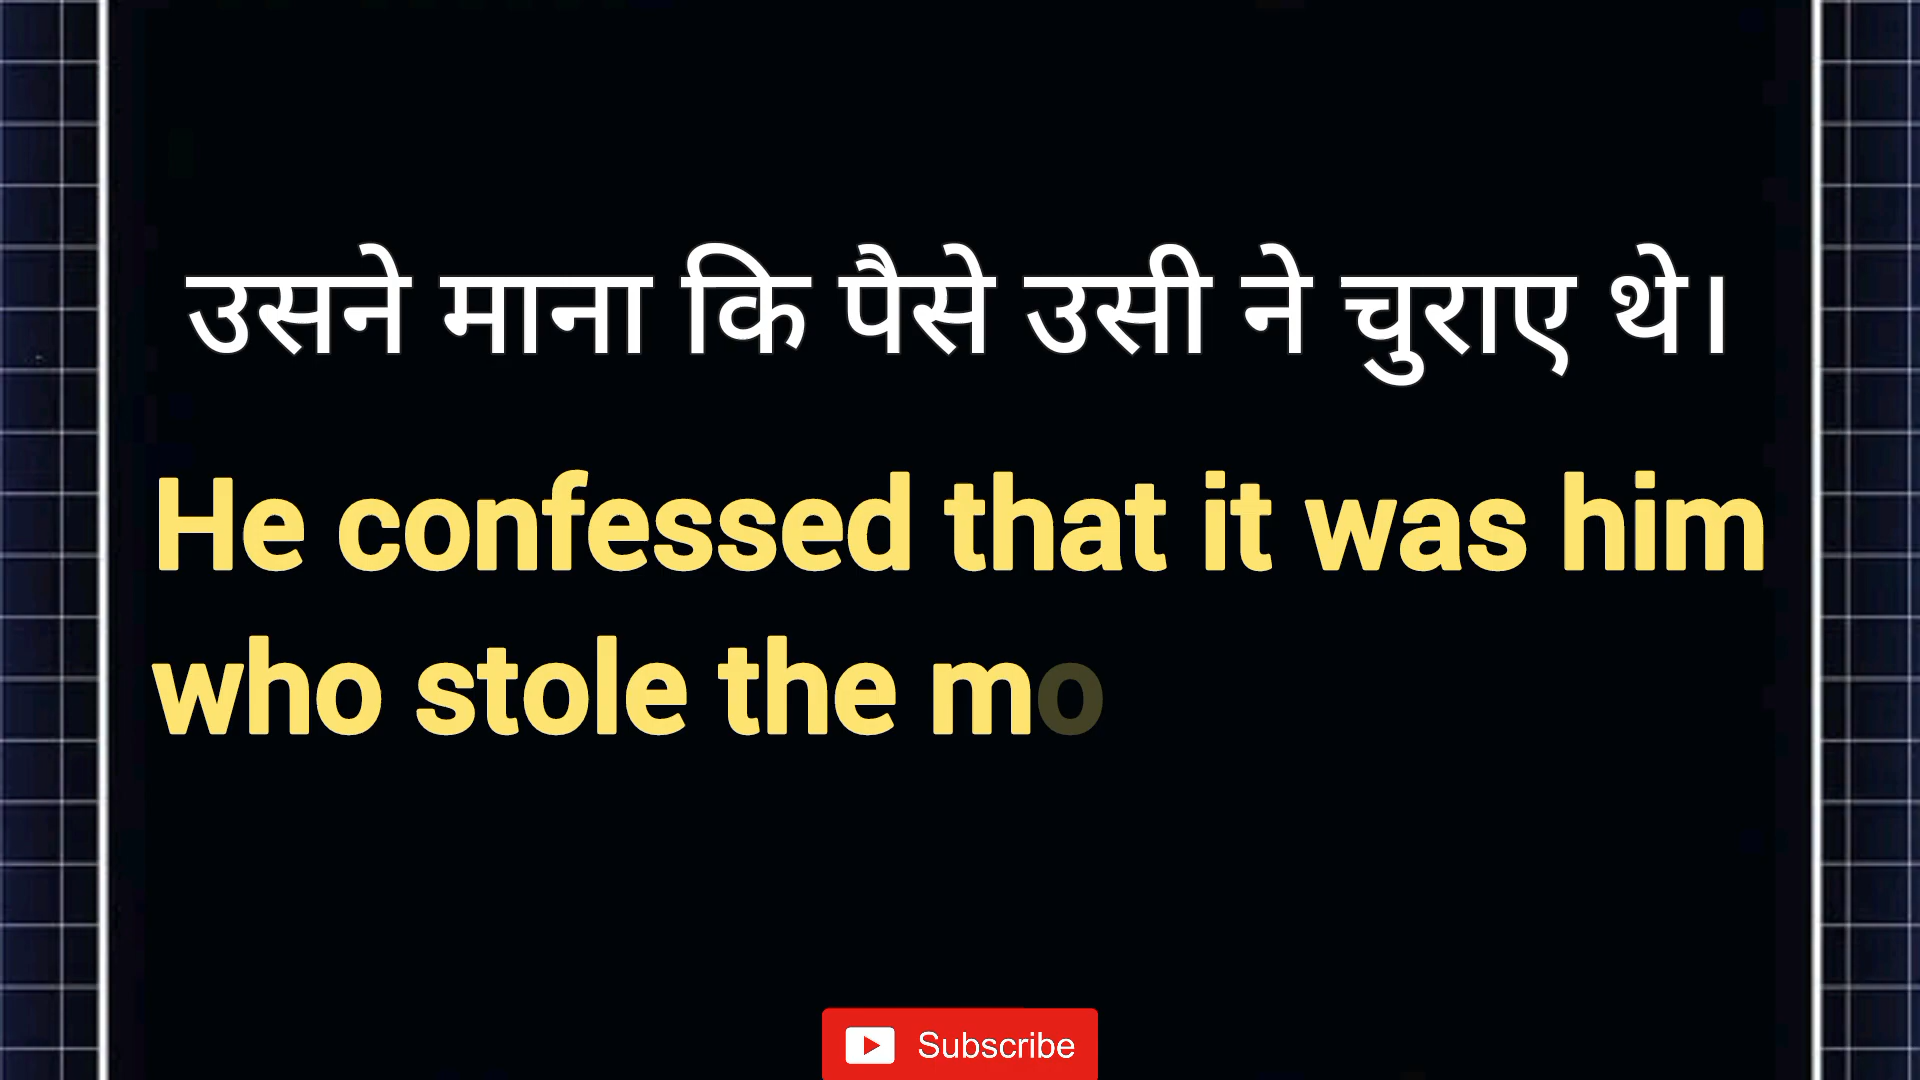 उसने माना कि पैसे उसी ने चुराए थे।
He confessed that it was him
who stole the mo
Subscribe